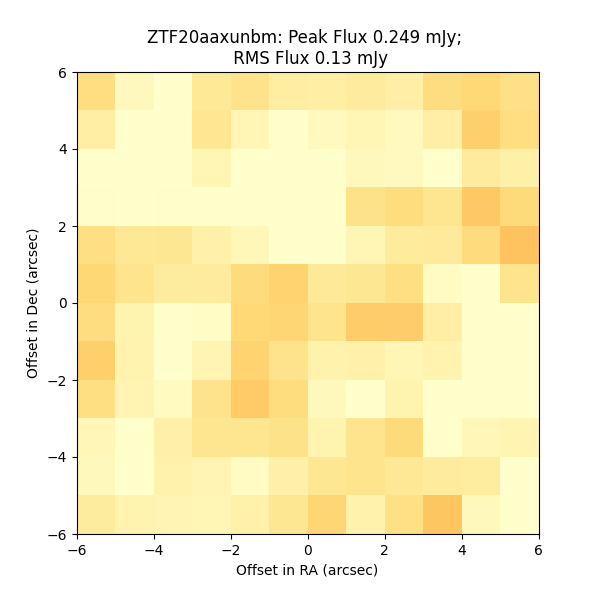 ZTF20aaxunbm: Peak Flux 0.249 mJy;
RMS Flux 0.13 mJy
6
4
2
0
−2
−4
−6
Offset in Dec (arcsec)
−6 −4 −2 0 2 4 6
Offset in RA (arcsec)